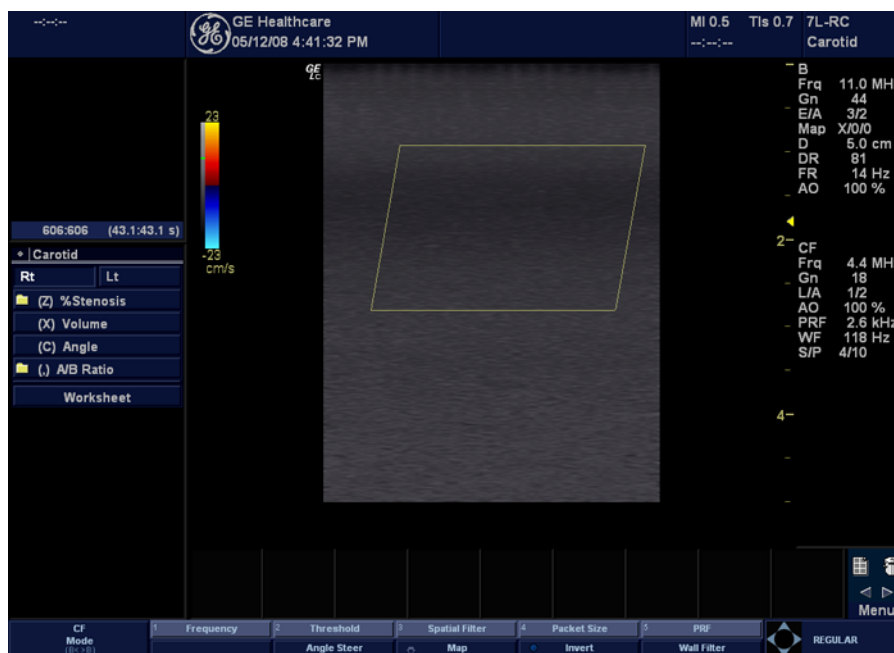 --:--:--
GE Healthcare
05/12/08 4:41:32 PM
MI 0.5 TIs 0.7 7L-RC
--:--:-- Carotid
GE
LC
23
-23
cm/s
606:606 (43.1:43.1 s)
Carotid
Rt Lt
(Z) %Stenosis
(X) Volume
(C) Angle
(,) A/B Ratio
Worksheet
2
4
B
Frq 11.0 MH
Gn 44
E/A 3/2
Map X/0/0
D 5.0 cm
DR 81
FR 14 Hz
AO 100 %
CF
Frq 4.4 MH
Gn 18
L/A 1/2
AO 100 %
PRF 2.6 kHz
WF 118 Hz
S/P 4/10
Menu
CF
Mode
1 Frequency 2 Threshold 3 Spatial Filter 4 Packet Size 5 PRF
Angle Steer Map Invert Wall Filter
REGULAR